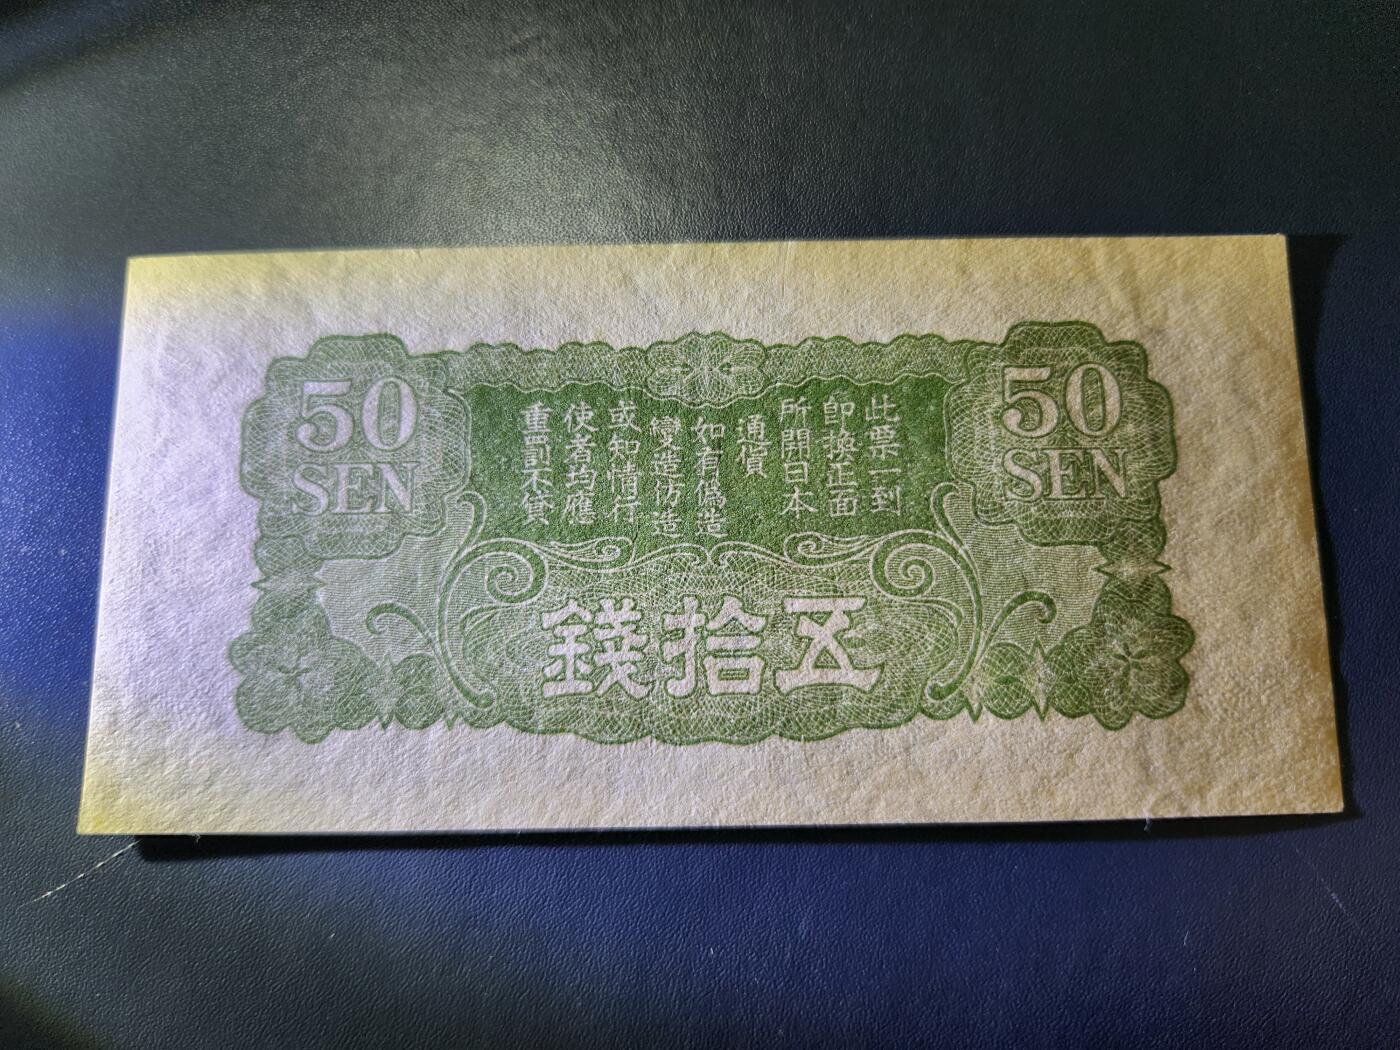 50
SEN
50
SEN
此票一到
即換正面
所開日本
通貨
如有偽造
變造仿造
或知情行
使者均應
重罰不貸
五拾錢